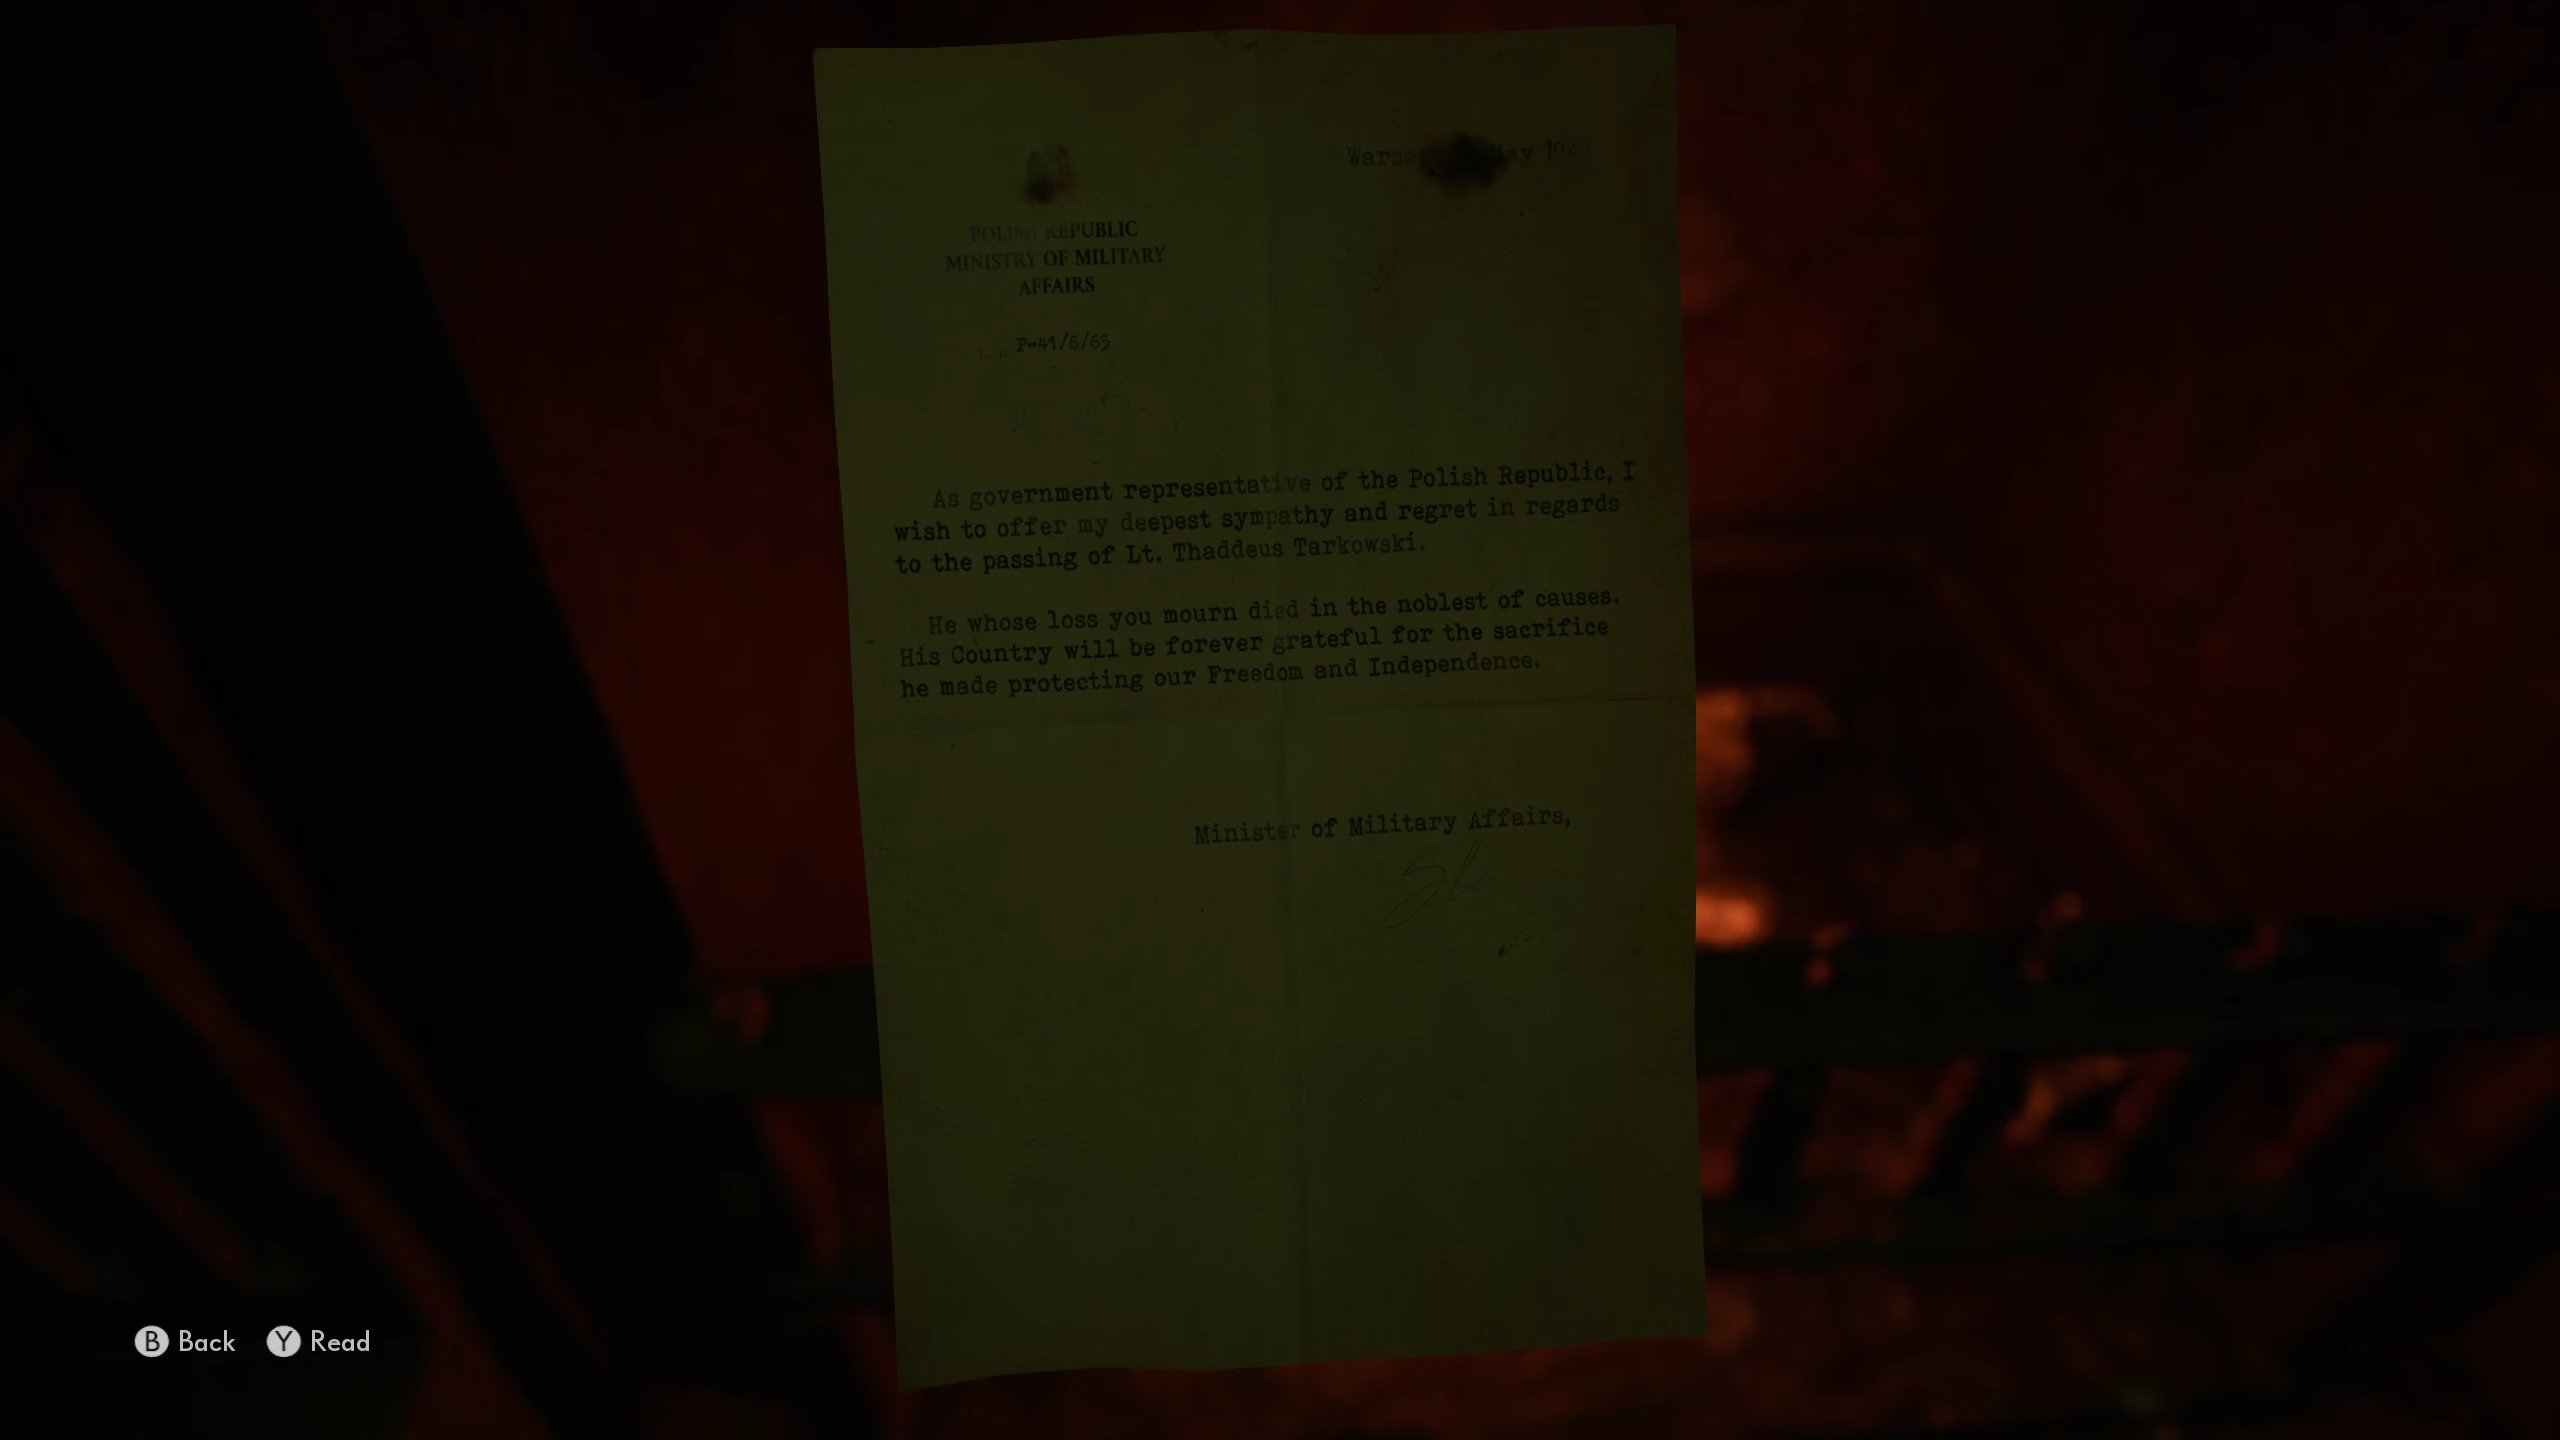 May
POLISH REPUBLIC
MINISTRY OF MILITARY
AFFAIRS
P-41/6/65
As government representative of the Polish Republic, I
wish to offer my deepest sympathy and regret in regards
to the passing of Lt. Thaddeus Tarkowski.
He whose loss you mourn died in the noblest of causes.
His Country will be forever grateful for the sacrifice
he made protecting our Freedom and Independence.
Minister of Military Affairs,
B Back Y Read